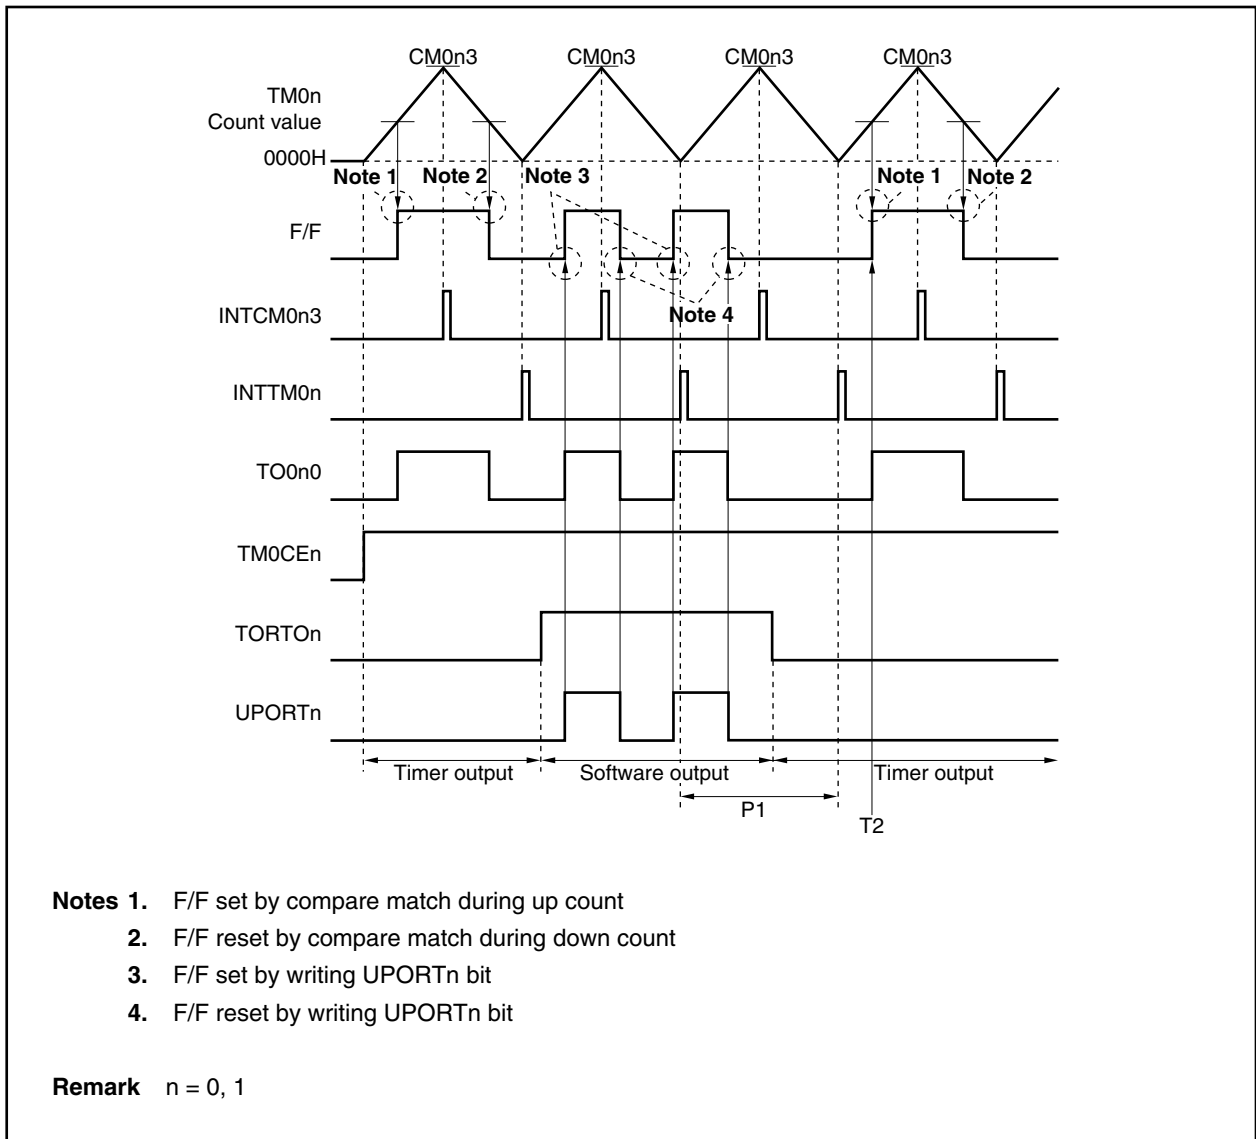 CM0n3 CM0n3 CM0n3 CM0n3
TM0n
Count value
0000H
Note 1 Note 2 Note 3 Note 1 Note 2
F/F
INTCM0n3 Note 4
INTTM0n
TO0n0
TM0CEn
TORTOn
UPORTn
Timer output Software output Timer output
P1
T2
Notes 1. F/F set by compare match during up count
2. F/F reset by compare match during down count
3. F/F set by writing UPORTn bit
4. F/F reset by writing UPORTn bit
Remark n = 0, 1